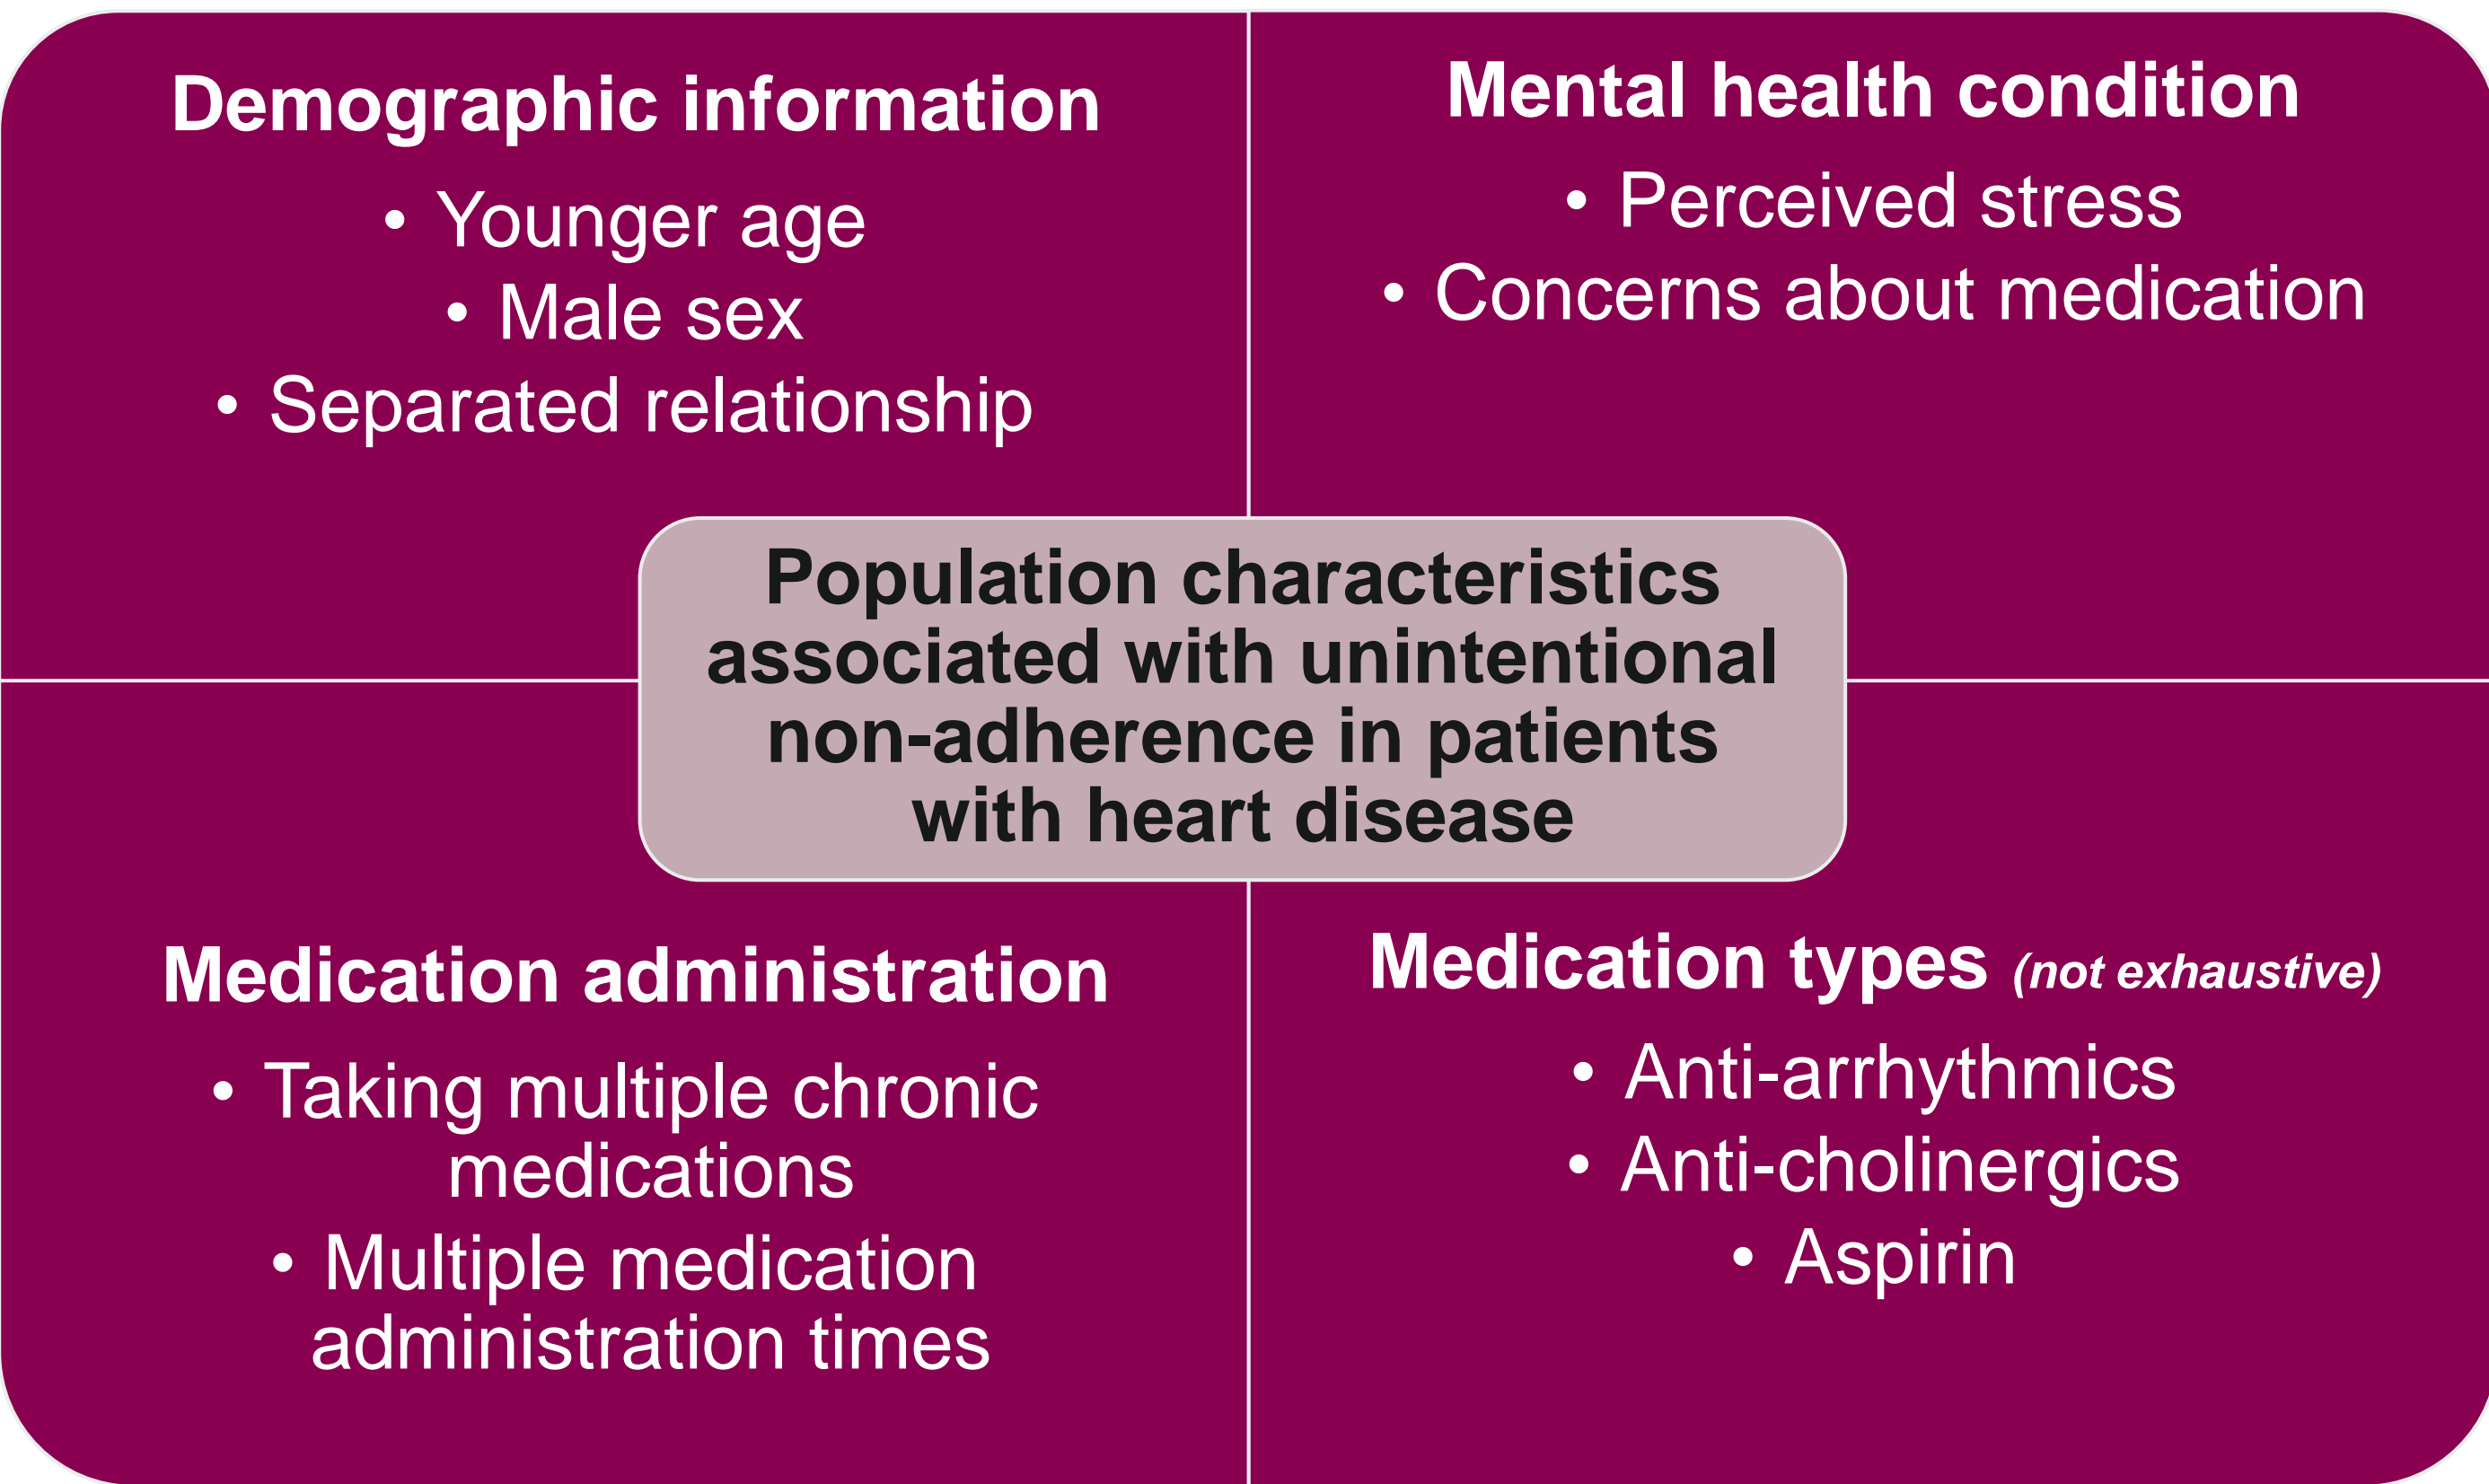 Demographic information
• Younger age
• Male sex
• Separated relationship
Mental health condition
• Perceived stress
• Concerns about medication
Population characteristics
associated with unintentional
non-adherence in patients
with heart disease
Medication administration
• Taking multiple chronic
medications
• Multiple medication
administration times
Medication types (not exhaustive)
• Anti-arrhythmics
• Anti-cholinergics
• Aspirin